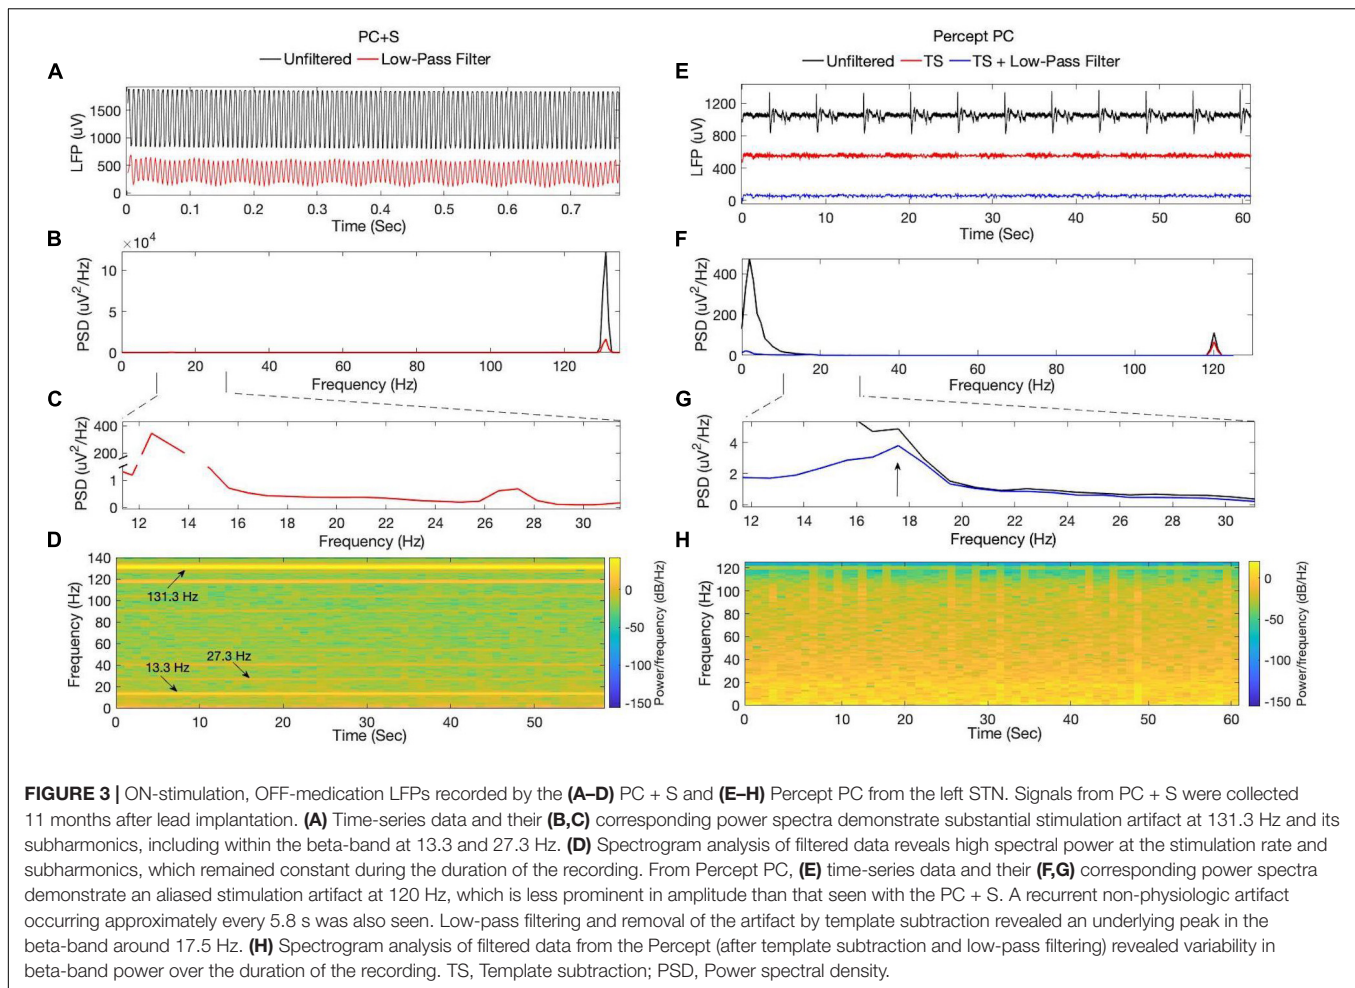 PC+S
Unfiltered Low-Pass Filter
A
LFP (uV)
1500
1000
500
0
0 0.1 0.2 0.3 0.4 0.5 0.6 0.7
Time (Sec)
B
×10⁴
PSD (uV²/Hz)
10
5
0
0 20 40 60 80 100 120
Frequency (Hz)
C
PSD (uV²/Hz)
400
200
1
0
12 14 16 18 20 22 24 26 28 30
Frequency (Hz)
D
Frequency (Hz)
140
120
100
80
60
40
20
0
131.3 Hz
27.3 Hz
13.3 Hz
0 10 20 30 40 50
Time (Sec)
0
-50
-100
-150
Power/frequency (dB/Hz)
Percept PC
Unfiltered TS TS + Low-Pass Filter
E
LFP (uV)
1200
800
400
0
0 10 20 30 40 50 60
Time (Sec)
F
PSD (uV²/Hz)
400
200
0
0 20 40 60 80 100 120
Frequency (Hz)
G
PSD (uV²/Hz)
4
2
0
12 14 16 18 20 22 24 26 28 30
Frequency (Hz)
H
Frequency (Hz)
120
100
80
60
40
20
0
0 10 20 30 40 50 60
Time (Sec)
0
-50
-100
-150
Power/frequency (dB/Hz)
FIGURE 3 | ON-stimulation, OFF-medication LFPs recorded by the (A–D) PC + S and (E–H) Percept PC from the left STN. Signals from PC + S were collected
11 months after lead implantation. (A) Time-series data and their (B,C) corresponding power spectra demonstrate substantial stimulation artifact at 131.3 Hz and its
subharmonics, including within the beta-band at 13.3 and 27.3 Hz. (D) Spectrogram analysis of filtered data reveals high spectral power at the stimulation rate and
subharmonics, which remained constant during the duration of the recording. From Percept PC, (E) time-series data and their (F,G) corresponding power spectra
demonstrate an aliased stimulation artifact at 120 Hz, which is less prominent in amplitude than that seen with the PC + S. A recurrent non-physiologic artifact
occurring approximately every 5.8 s was also seen. Low-pass filtering and removal of the artifact by template subtraction revealed an underlying peak in the
beta-band around 17.5 Hz. (H) Spectrogram analysis of filtered data from the Percept (after template subtraction and low-pass filtering) revealed variability in
beta-band power over the duration of the recording. TS, Template subtraction; PSD, Power spectral density.